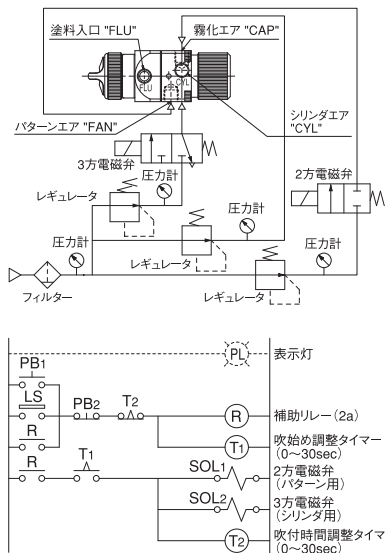 塗料入口 "FLU"
霧化エア "CAP"
FLU
CYL
シリンダエア
"CYL"
パターンエア "FAN"
3方電磁弁
2方電磁弁
圧力計
レギュレータ
圧力計
圧力計
レギュレータ
圧力計
フィルター
レギュレータ
PL
表示灯
PB1
LS
PB2
T2
R
補助リレー(2a)
R
T1
吹始め調整タイマー
(0〜30sec)
R
T1
SOL1
2方電磁弁
(パターン用)
SOL2
3方電磁弁
(シリンダ用)
T2
吹付時間調整タイマ
(0〜30sec)